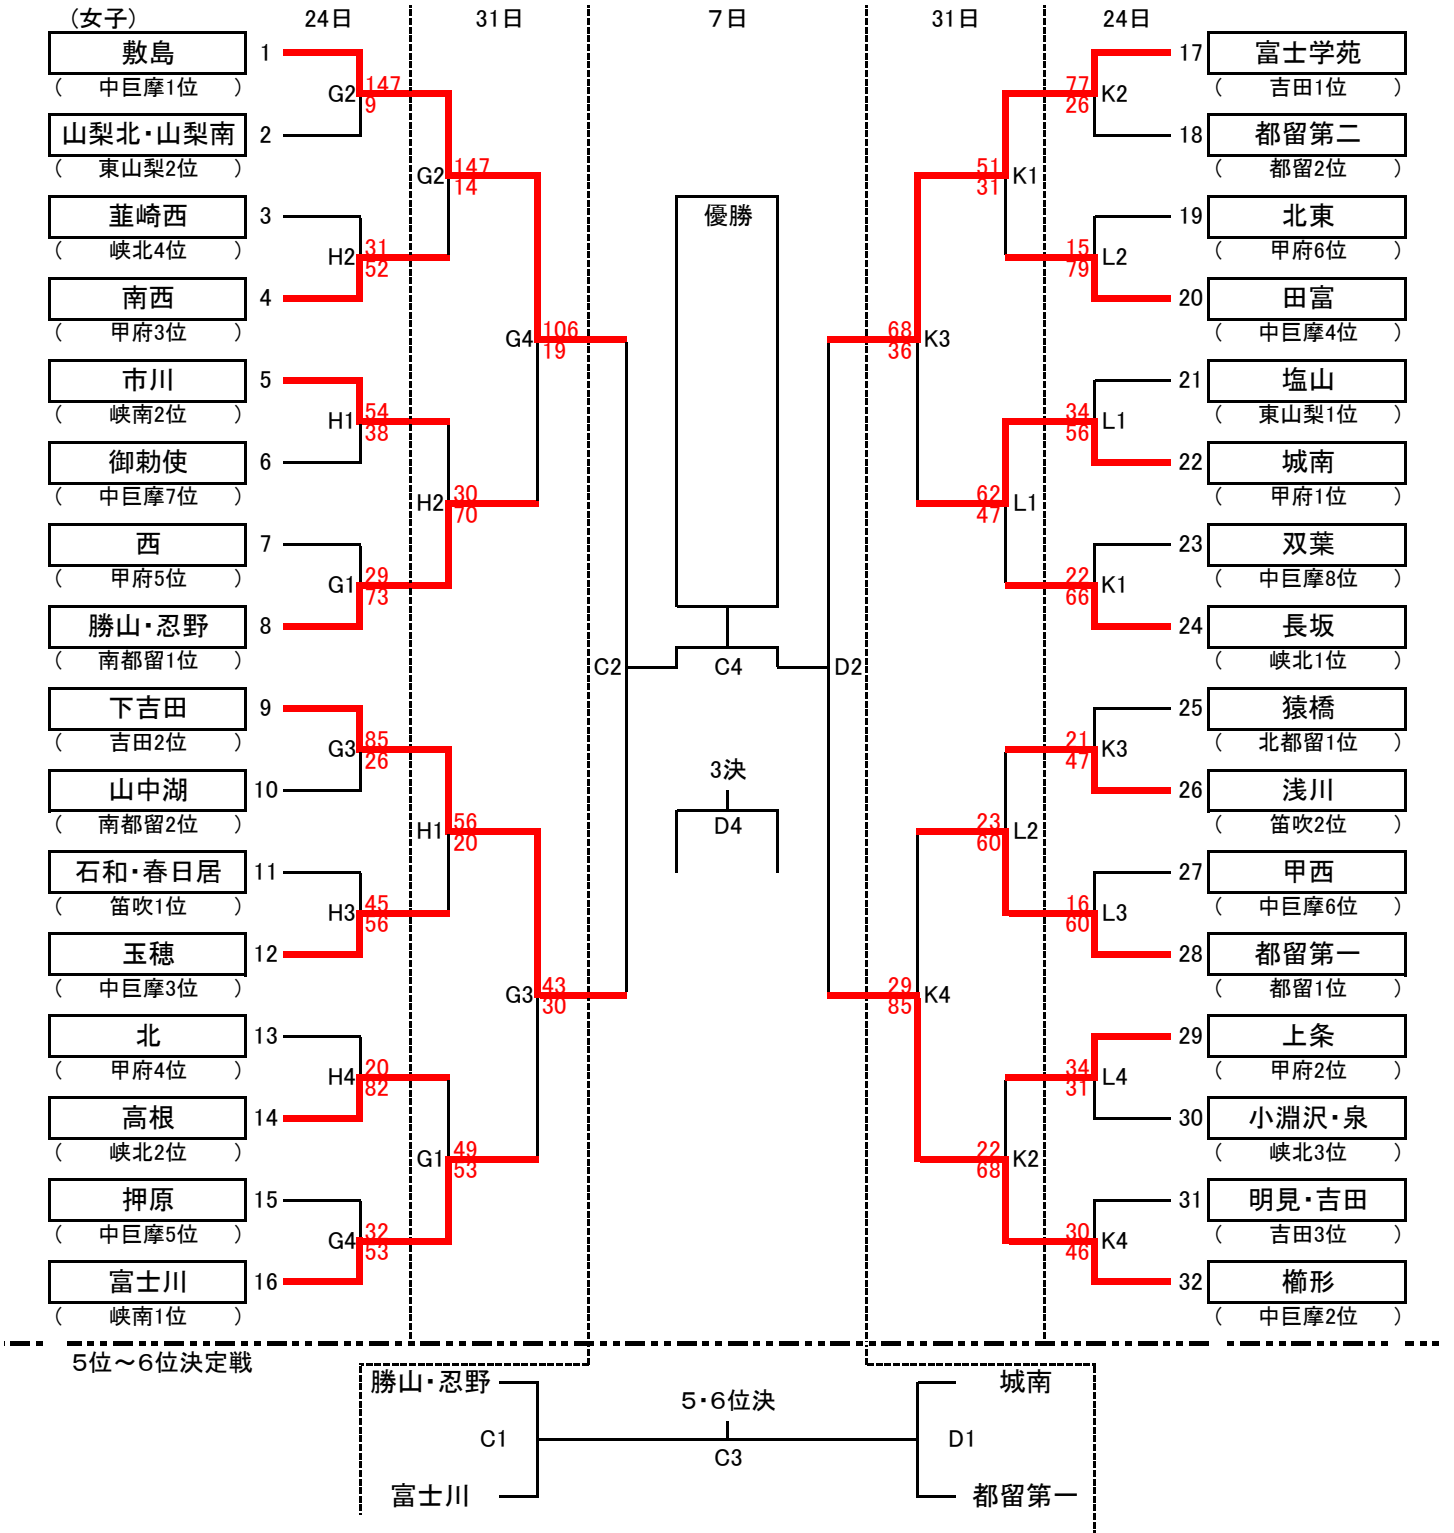 （女子）
24日
31日
７日
31日
24日
敷島
1
（　中巨摩1位　）
G2
147
9
山梨北・山梨南
2
（　東山梨2位　）
G2
147
14
韮崎西
3
（　峡北4位　）
H2
31
52
南西
4
（　甲府3位　）
G4
106
19
市川
5
（　峡南2位　）
H1
54
38
御勅使
6
（　中巨摩7位　）
H2
30
70
西
7
（　甲府5位　）
G1
29
73
勝山・忍野
8
（　南都留1位　）
C2
下吉田
9
（　吉田2位　）
G3
85
26
山中湖
10
（　南都留2位　）
H1
56
20
石和・春日居
11
（　笛吹1位　）
H3
45
56
玉穂
12
（　中巨摩3位　）
G3
43
30
北
13
（　甲府4位　）
H4
20
82
高根
14
（　峡北2位　）
G1
49
53
押原
15
（　中巨摩5位　）
G4
32
53
富士川
16
（　峡南1位　）
優勝
C4
3決
D4
17
富士学苑
（　吉田1位　）
77
26
K2
18
都留第二
（　都留2位　）
51
31
K1
19
北東
（　甲府6位　）
15
79
L2
20
田富
（　中巨摩4位　）
68
36
K3
21
塩山
（　東山梨1位　）
34
56
L1
22
城南
（　甲府1位　）
62
47
L1
23
双葉
（　中巨摩8位　）
22
66
K1
24
長坂
（　峡北1位　）
D2
25
猿橋
（　北都留1位　）
21
47
K3
26
浅川
（　笛吹2位　）
23
60
L2
27
甲西
（　中巨摩6位　）
16
60
L3
28
都留第一
（　都留1位　）
29
85
K4
29
上条
（　甲府2位　）
34
31
L4
30
小淵沢・泉
（　峡北3位　）
22
68
K2
31
明見・吉田
（　吉田3位　）
30
46
K4
32
櫛形
（　中巨摩2位　）
５位～６位決定戦
勝山・忍野
C1
富士川
５・６位決
C3
城南
D1
都留第一